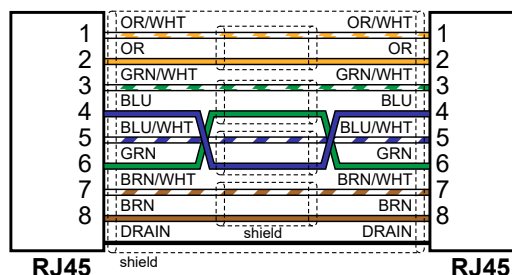 OR/WHT OR/WHT
1 1
OR OR
2 2
GRN/WHT GRN/WHT
3 3
BLU BLU
4 4
BLU/WHT BLU/WHT
5 5
GRN GRN
6 6
BRN/WHT BRN/WHT
7 7
BRN BRN
8 8
DRAIN shield DRAIN
RJ45 shield RJ45